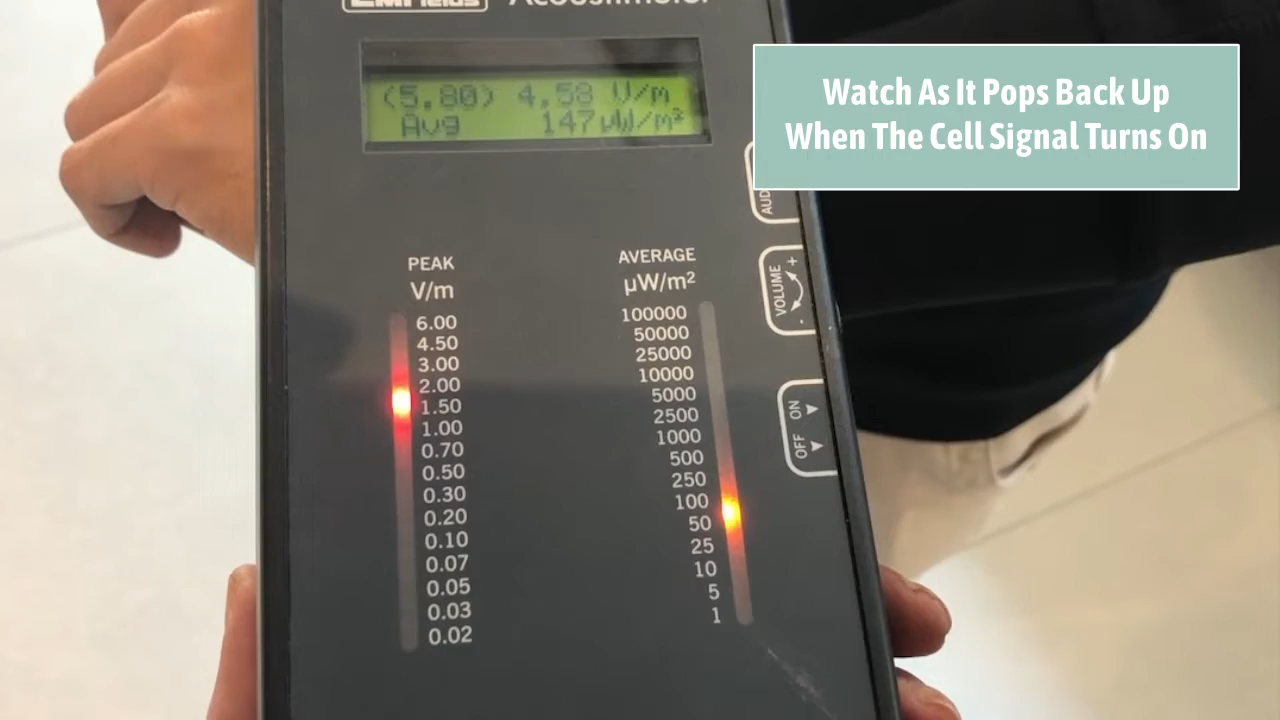 EMFields Acoustimeter
Watch As It Pops Back Up
When The Cell Signal Turns On
(5.80) 4.58 V/m
Avg 147µW/m²
AUD
PEAK
V/m
6.00
4.50
3.00
2.00
1.50
1.00
0.70
0.50
0.30
0.20
0.10
0.07
0.05
0.03
0.02
AVERAGE
µW/m²
100000
50000
25000
10000
5000
2500
1000
500
250
100
50
25
10
5
1
VOLUME
- +
OFF ON